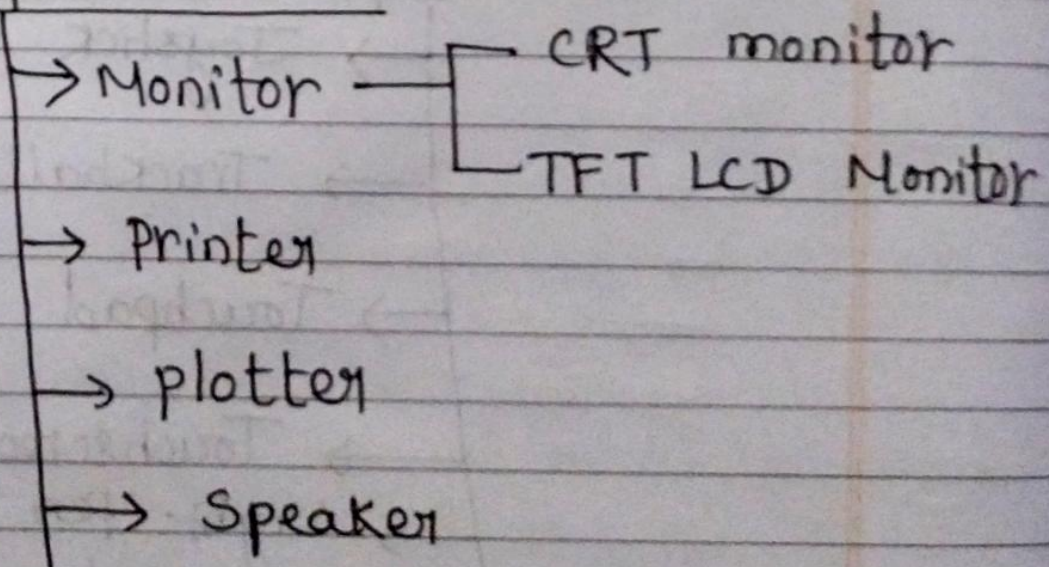 CRT monitor
→ Monitor
TFT LCD Monitor
→ Printer
→ Plotter
→ Speaker